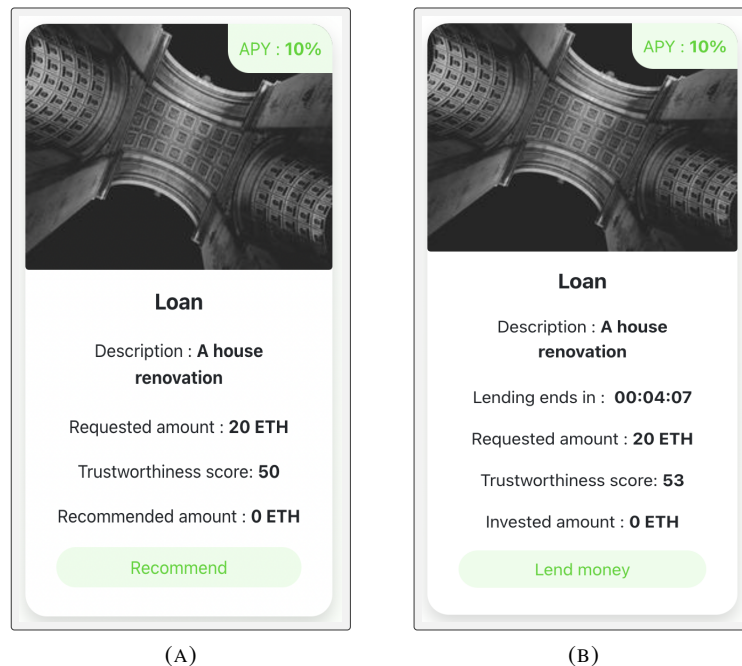 APY : 10%
Loan
Description : A house
renovation
Requested amount : 20 ETH
Trustworthiness score: 50
Recommended amount : 0 ETH
Recommend
(A)
APY : 10%
Loan
Description : A house
renovation
Lending ends in : 00:04:07
Requested amount : 20 ETH
Trustworthiness score: 53
Invested amount : 0 ETH
Lend money
(B)